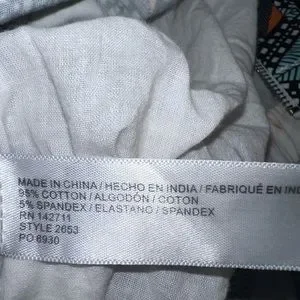 MADE IN CHINA / HECHO EN INDIA / FABRIQUÉ EN IND
95% COTTON / ALGODÓN / COTON
5% SPANDEX / ELASTANO / SPANDEX
RN 142711
STYLE 2653
PO 6930